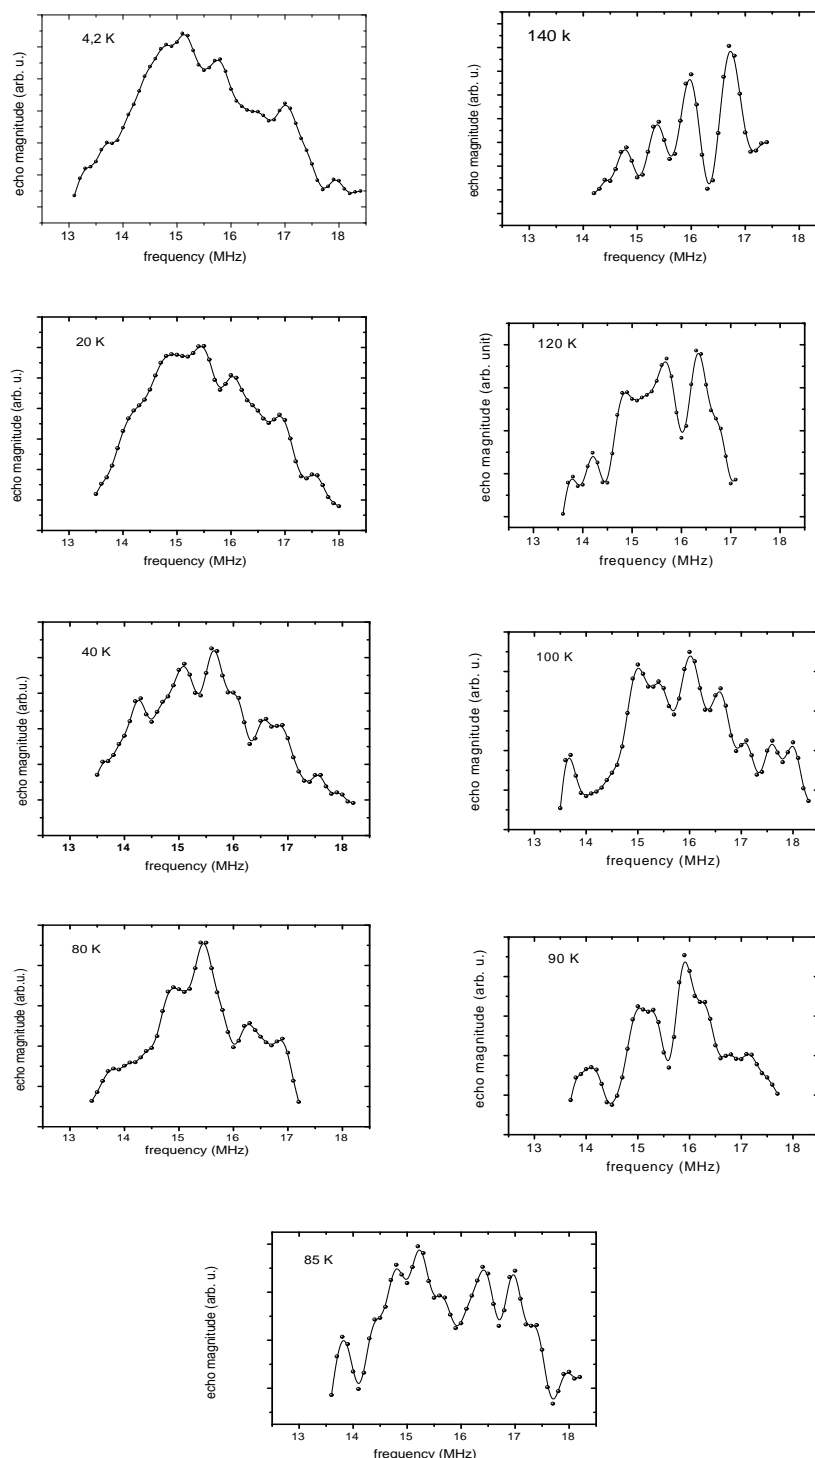 4,2 K
echo magnitude (arb. u.)
13 14 15 16 17 18
frequency (MHz)
140 k
echo magnitude (arb. u.)
13 14 15 16 17 18
frequency (MHz)
20 K
echo magnitude (arb. u.)
13 14 15 16 17 18
frequency (MHz)
120 K
echo magnitude (arb. unit)
13 14 15 16 17 18
frequency (MHz)
40 K
echo magnitude (arb.u.)
13 14 15 16 17 18
frequency (MHz)
100 K
echo magnitude (arb. u.)
13 14 15 16 17 18
frequency (MHz)
80 K
echo magnitude (arb.u.)
13 14 15 16 17 18
frequency (MHz)
90 K
echo magnitude (arb. u.)
13 14 15 16 17 18
frequency (MHz)
85 K
echo magnitude (arb. u.)
13 14 15 16 17 18
frequency (MHz)